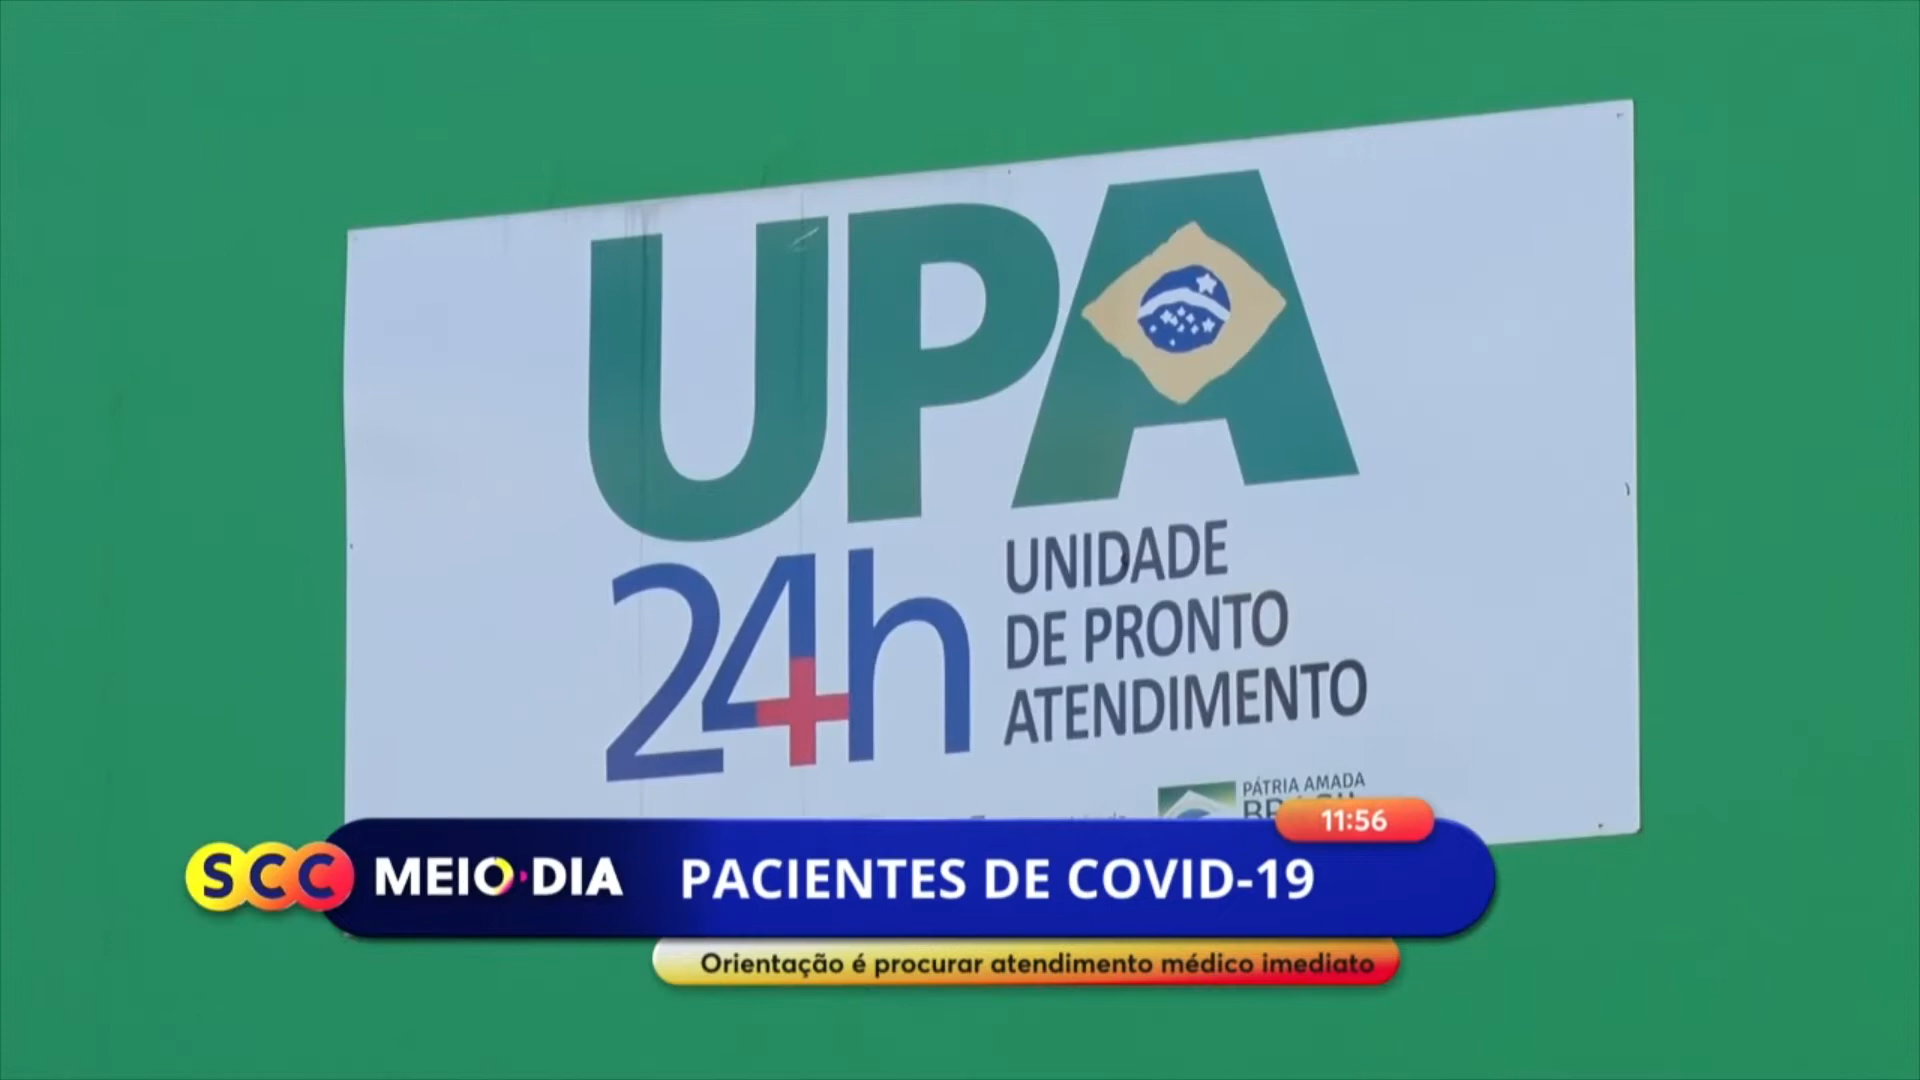 UPA
24h
UNIDADE
DE PRONTO
ATENDIMENTO
PÁTRIA AMADA
11:56
SCC MEIO DIA
PACIENTES DE COVID-19
Orientação é procurar atendimento médico imediato